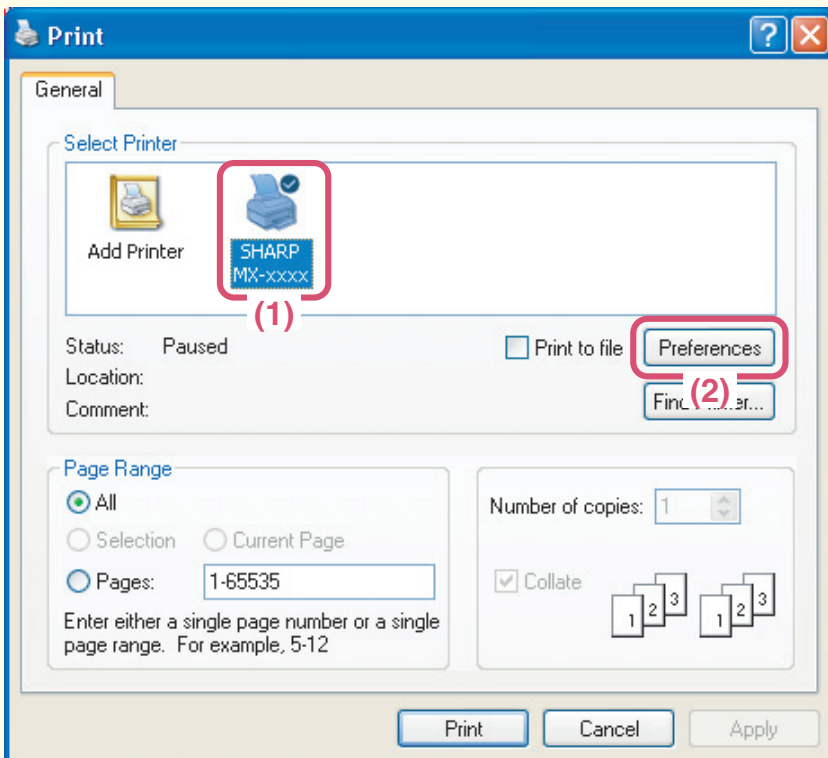 Print
General
Select Printer
Add Printer
SHARP
MX-xxxx
(1)
Status: Paused
Print to file
Preferences
Location:
(2)
Comment:
Page Range
All
Number of copies: 1
Selection
Current Page
Pages: 1-65535
Collate
1 2 3 1 2 3
Enter either a single page number or a single
page range. For example, 5-12
Print
Cancel
Apply